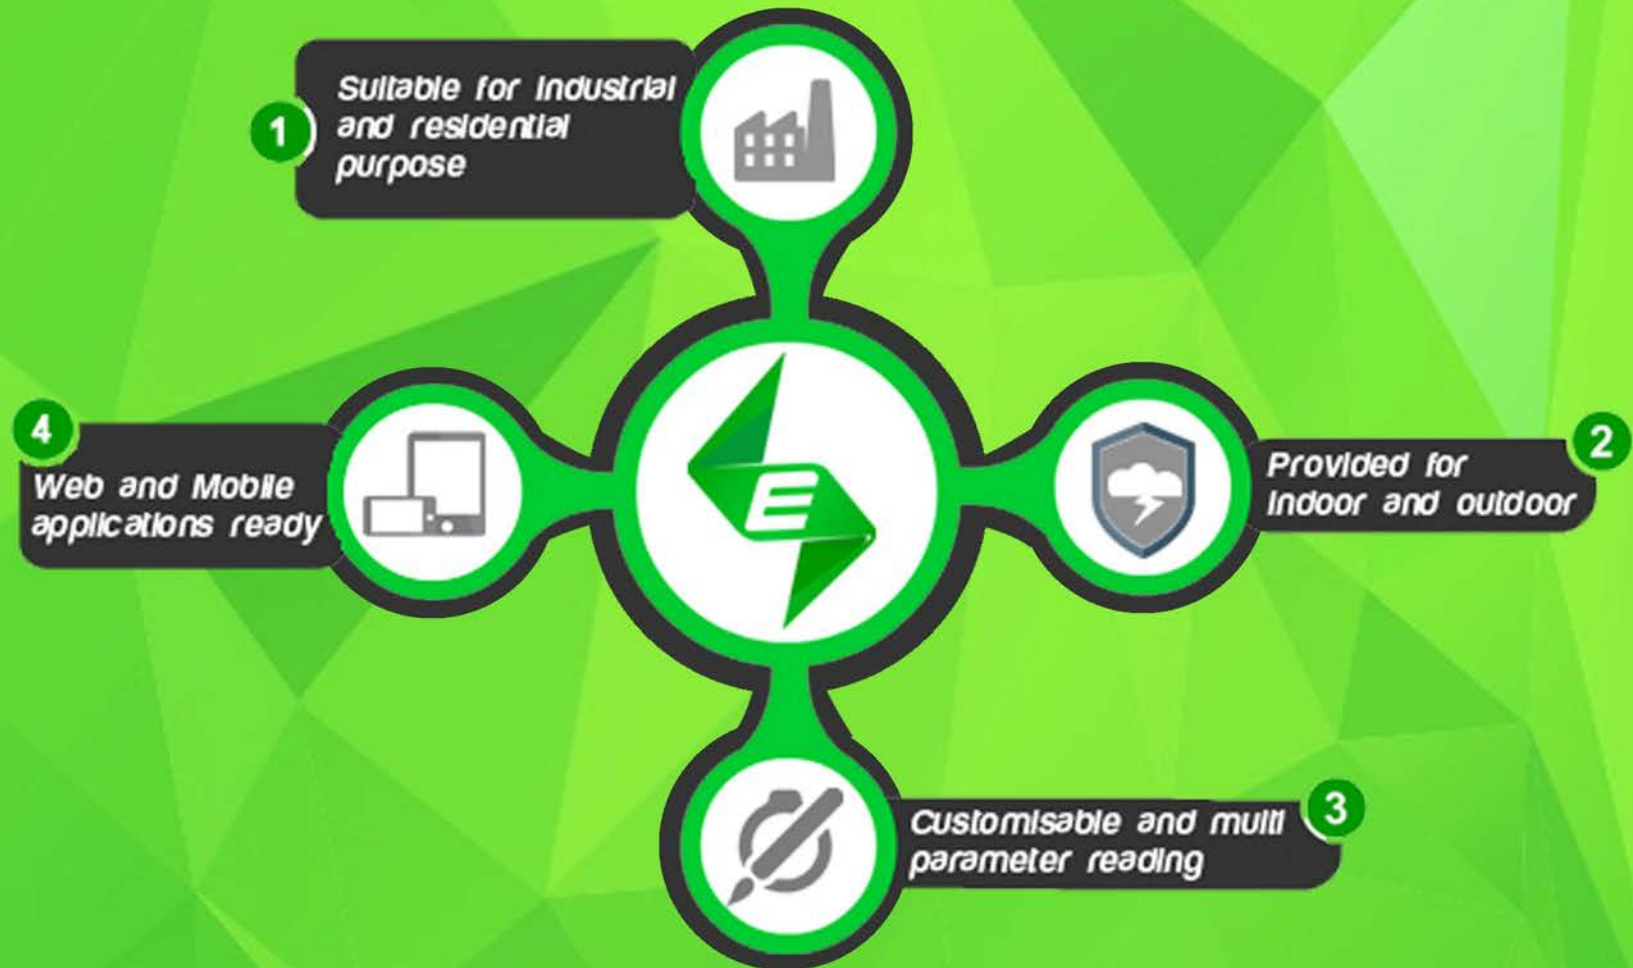 1
Suitable for Industrial
and residential
purpose
2
Provided for
Indoor and outdoor
3
Customisable and multi
parameter reading
4
Web and Mobile
applications ready
E